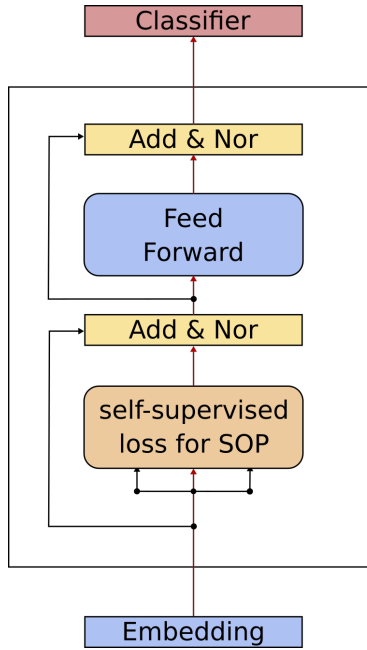 Classifier
Add & Nor
Feed
Forward
Add & Nor
self-supervised
loss for SOP
Embedding